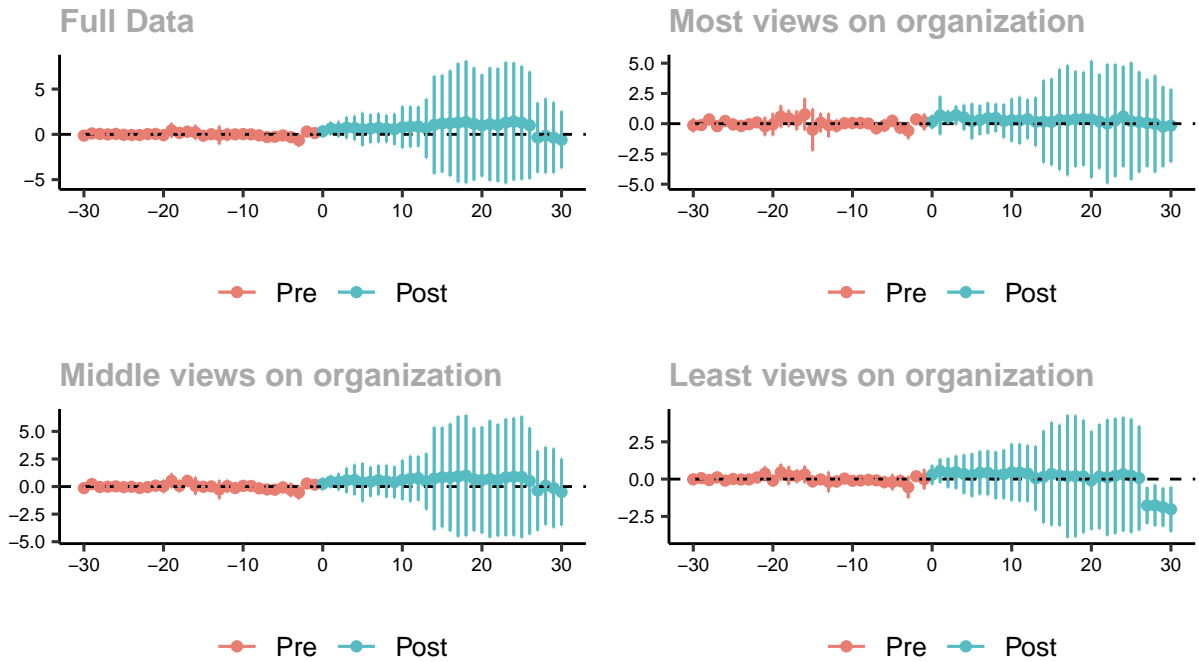 Full Data
5
0
−5
−30 −20 −10 0 10 20 30
Pre Post
Most views on organization
5.0
2.5
0.0
−2.5
−5.0
−30 −20 −10 0 10 20 30
Pre Post
Middle views on organization
5.0
2.5
0.0
−2.5
−5.0
−30 −20 −10 0 10 20 30
Pre Post
Least views on organization
2.5
0.0
−2.5
−30 −20 −10 0 10 20 30
Pre Post